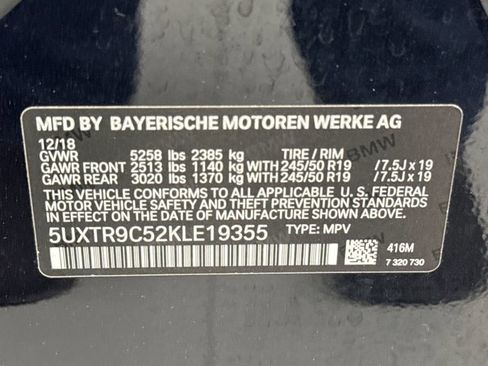 MFD BY BAYERISCHE MOTOREN WERKE AG
12/18
GVWR 5258 lbs 2385 kg TIRE / RIM
GAWR FRONT 2513 lbs 1140 kg WITH 245/50 R19 /7.5J x 19
GAWR REAR 3020 lbs 1370 kg WITH 245/50 R19 /7.5J x 19
THIS VEHICLE CONFORMS TO ALL APPLICABLE U. S. FEDERAL
MOTOR VEHICLE SAFETY AND THEFT PREVENTION STANDARDS
IN EFFECT ON THE DATE OF MANUFACTURE SHOWN ABOVE.
5UXTR9C52KLE19355 TYPE: MPV
416M
7 320 730